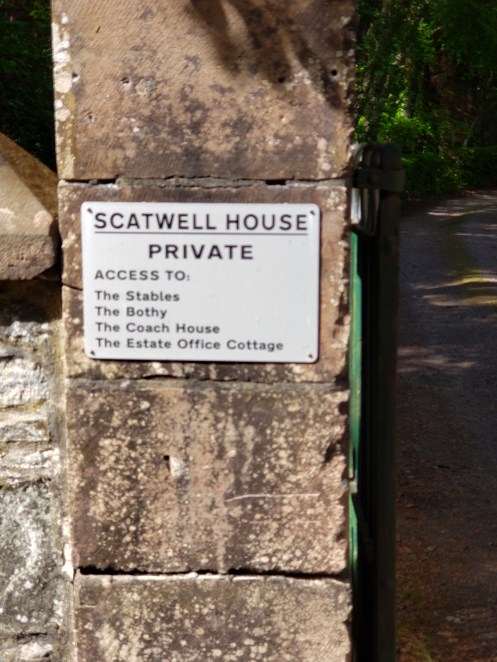 SCATWELL HOUSE
PRIVATE
ACCESS TO:
The Stables
The Bothy
The Coach House
The Estate Office Cottage